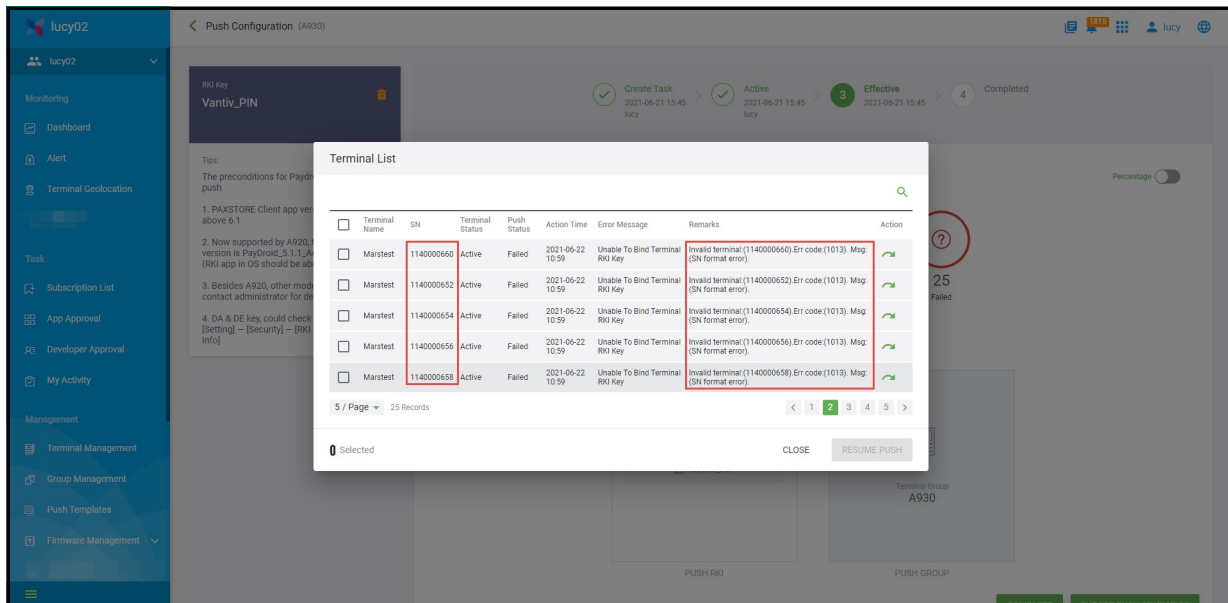 lucy02
Push Configuration (A930)
1815
lucy
lucy02
Monitoring
Dashboard
Alert
Terminal Geolocation
Task
Subscription List
App Approval
Developer Approval
My Activity
Management
Terminal Management
Group Management
Push Templates
Firmware Management
RKI Key
Vantiv_PIN
Create Task
2021-06-21 15:45
lucy
Active
2021-06-21 15:45
lucy
3
Effective
2021-06-21 15:45
4
Completed
Tips:
The preconditions for Paydr
push
1. PAXSTORE Client app ver
above 6.1
2. Now supported by A920, t
version is PayDroid_5.1.1_A
(RKI app in OS should be ab
3. Besides A920, other mod
contact administrator for de
4. DA & DE key, could check
[Setting] – [Security] – [RKI
Info]
Percentage
25
Failed
Terminal List
Terminal Name SN Terminal Status Push Status Action Time Error Message Remarks Action
Marstest 1140000660 Active Failed 2021-06-22 10:59 Unable To Bind Terminal RKI Key Invalid terminal:(1140000660).Err code:(1013). Msg:(SN format error).
Marstest 1140000652 Active Failed 2021-06-22 10:59 Unable To Bind Terminal RKI Key Invalid terminal:(1140000652).Err code:(1013). Msg:(SN format error).
Marstest 1140000654 Active Failed 2021-06-22 10:59 Unable To Bind Terminal RKI Key Invalid terminal:(1140000654).Err code:(1013). Msg:(SN format error).
Marstest 1140000656 Active Failed 2021-06-22 10:59 Unable To Bind Terminal RKI Key Invalid terminal:(1140000656).Err code:(1013). Msg:(SN format error).
Marstest 1140000658 Active Failed 2021-06-22 10:59 Unable To Bind Terminal RKI Key Invalid terminal:(1140000658).Err code:(1013). Msg:(SN format error).
5 / Page 25 Records < 1 2 3 4 5 >
0 Selected
CLOSE
RESUME PUSH
Terminal Group
A930
PUSH RKI
PUSH GROUP